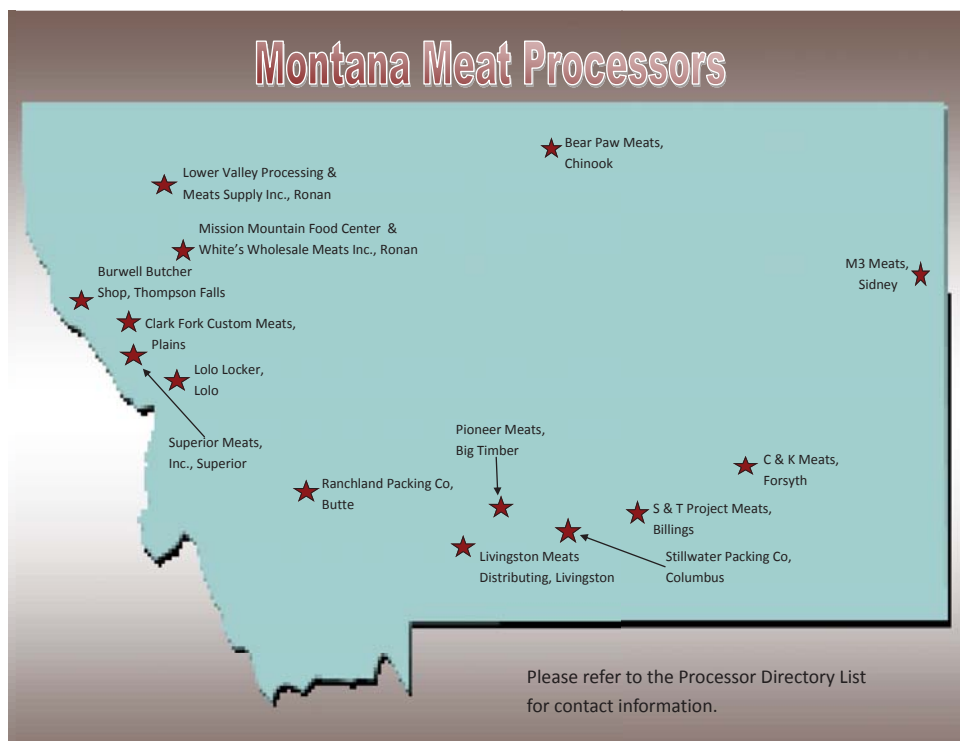 Montana Meat Processors
Bear Paw Meats,
Chinook
Lower Valley Processing &
Meats Supply Inc., Ronan
Mission Mountain Food Center &
White's Wholesale Meats Inc., Ronan
M3 Meats,
Sidney
Burwell Butcher
Shop, Thompson Falls
Clark Fork Custom Meats,
Plains
Lolo Locker,
Lolo
Superior Meats,
Inc., Superior
Pioneer Meats,
Big Timber
C & K Meats,
Forsyth
Ranchland Packing Co,
Butte
S & T Project Meats,
Billings
Livingston Meats
Distributing, Livingston
Stillwater Packing Co,
Columbus
Please refer to the Processor Directory List
for contact information.